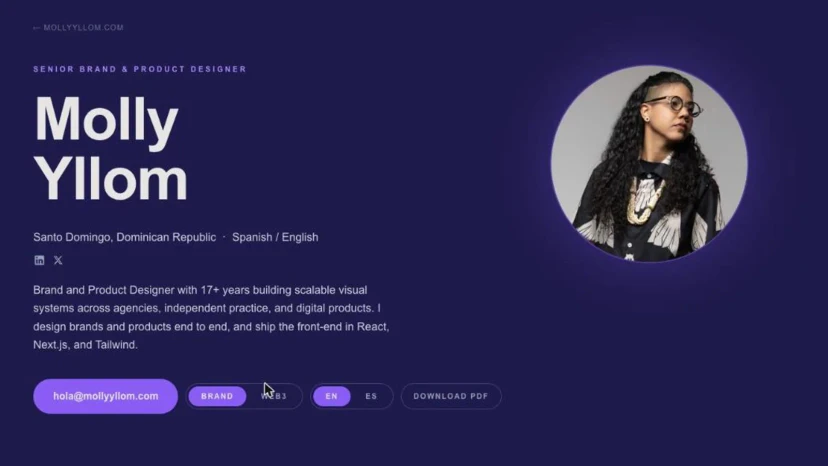 ← MOLLYYLLOM.COM
SENIOR BRAND & PRODUCT DESIGNER
Molly
Yllom
Santo Domingo, Dominican Republic · Spanish / English
Brand and Product Designer with 17+ years building scalable visual
systems across agencies, independent practice, and digital products. I
design brands and products end to end, and ship the front-end in React,
Next.js, and Tailwind.
hola@mollyyllom.com BRAND WEB3 EN ES DOWNLOAD PDF